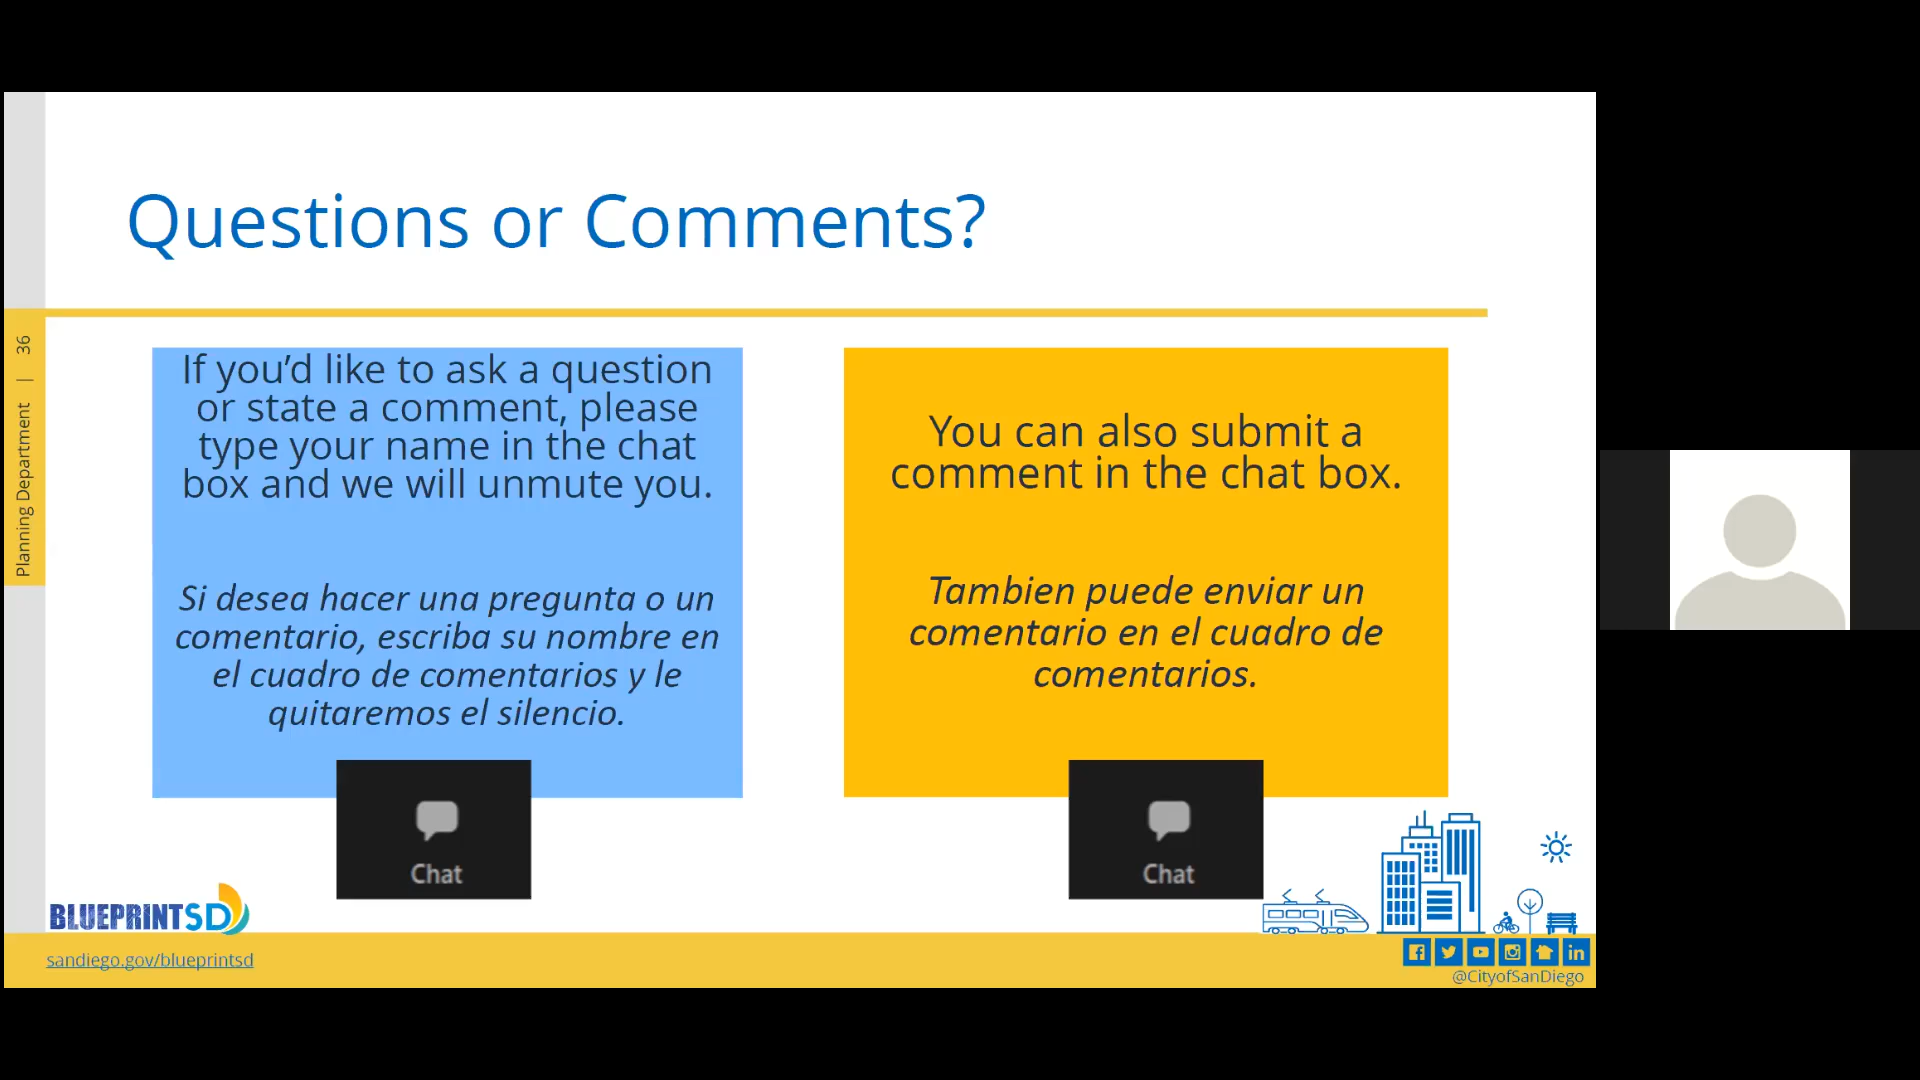 Questions or Comments?
Planning Department | 36
If you’d like to ask a question
or state a comment, please
type your name in the chat
box and we will unmute you.
Si desea hacer una pregunta o un
comentario, escriba su nombre en
el cuadro de comentarios y le
quitaremos el silencio.
Chat
You can also submit a
comment in the chat box.
Tambien puede enviar un
comentario en el cuadro de
comentarios.
Chat
BLUEPRINTSD
sandiego.gov/blueprintsd
@CityofSanDiego